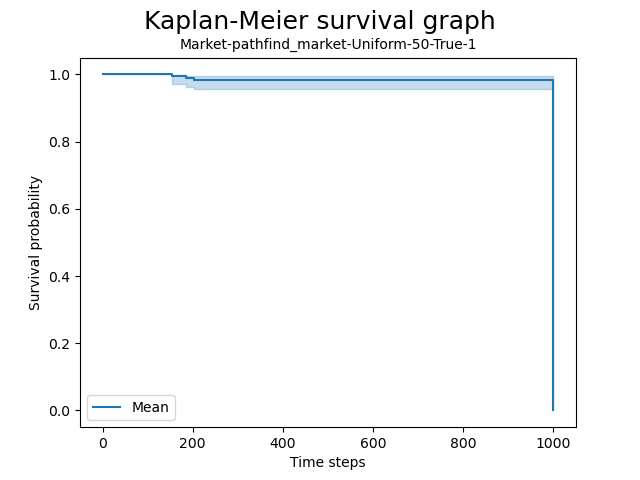 Kaplan-Meier survival graph
Market-pathfind_market-Uniform-50-True-1
1.0
0.8
0.6
0.4
0.2
0.0
Survival probability
Mean
0
200
400
600
800
1000
Time steps